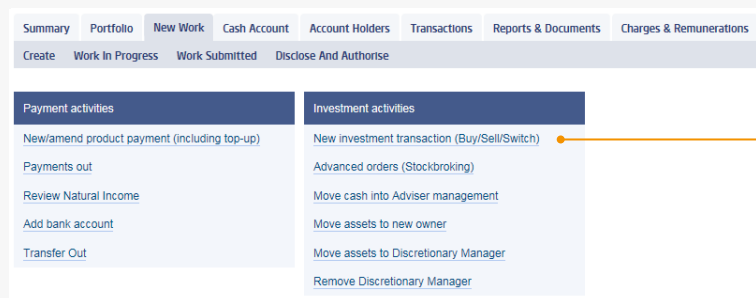 Summary Portfolio New Work Cash Account Account Holders Transactions Reports & Documents Charges & Remunerations
Create Work In Progress Work Submitted Disclose And Authorise
Payment activities
New/amend product payment (including top-up)
Payments out
Review Natural Income
Add bank account
Transfer Out
Investment activities
New investment transaction (Buy/Sell/Switch)
Advanced orders (Stockbroking)
Move cash into Adviser management
Move assets to new owner
Move assets to Discretionary Manager
Remove Discretionary Manager